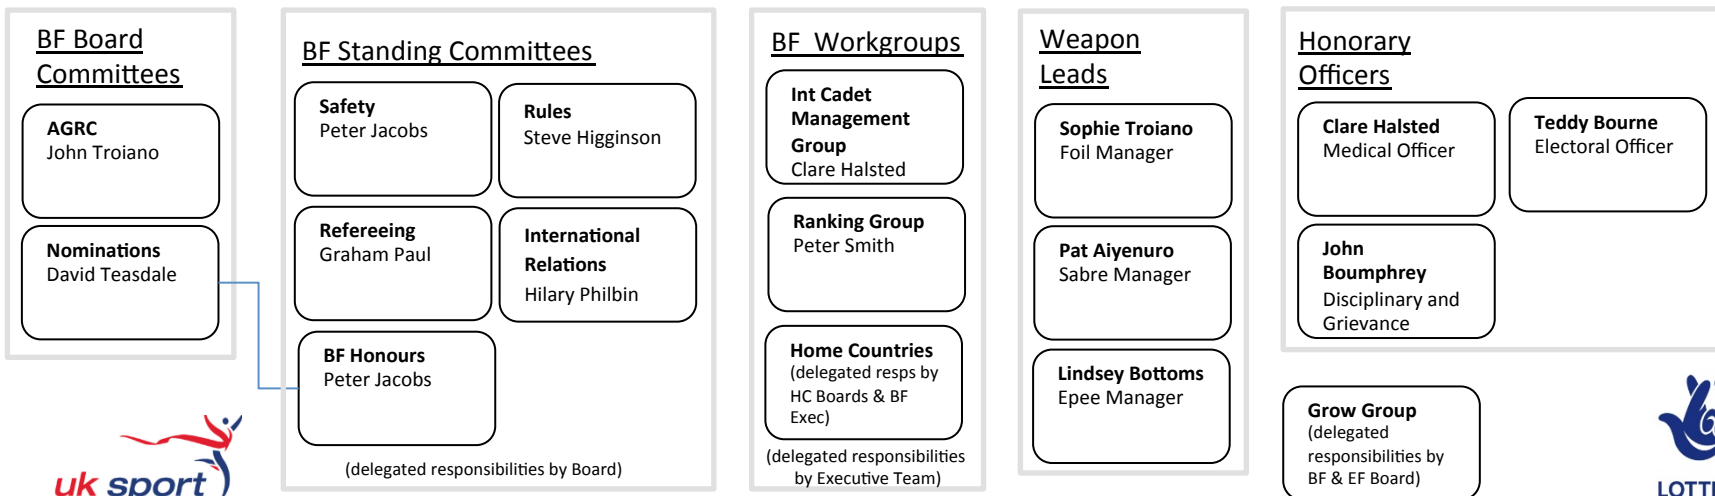 BF Board
Committees
AGRC
John Troiano
Nominations
David Teasdale
BF Standing Committees
Safety
Peter Jacobs
Rules
Steve Higginson
Refereeing
Graham Paul
International
Relations
Hilary Philbin
BF Honours
Peter Jacobs
(delegated responsibilities by Board)
BF Workgroups
Int Cadet
Management
Group
Clare Halsted
Ranking Group
Peter Smith
Home Countries
(delegated resps by
HC Boards & BF
Exec)
(delegated responsibilities
by Executive Team)
Weapon
Leads
Sophie Troiano
Foil Manager
Pat Aiyenuro
Sabre Manager
Lindsey Bottoms
Epee Manager
Honorary
Officers
Clare Halsted
Medical Officer
Teddy Bourne
Electoral Officer
John
Boumphrey
Disciplinary and
Grievance
Grow Group
(delegated
responsibilities by
BF & EF Board)
uk sport